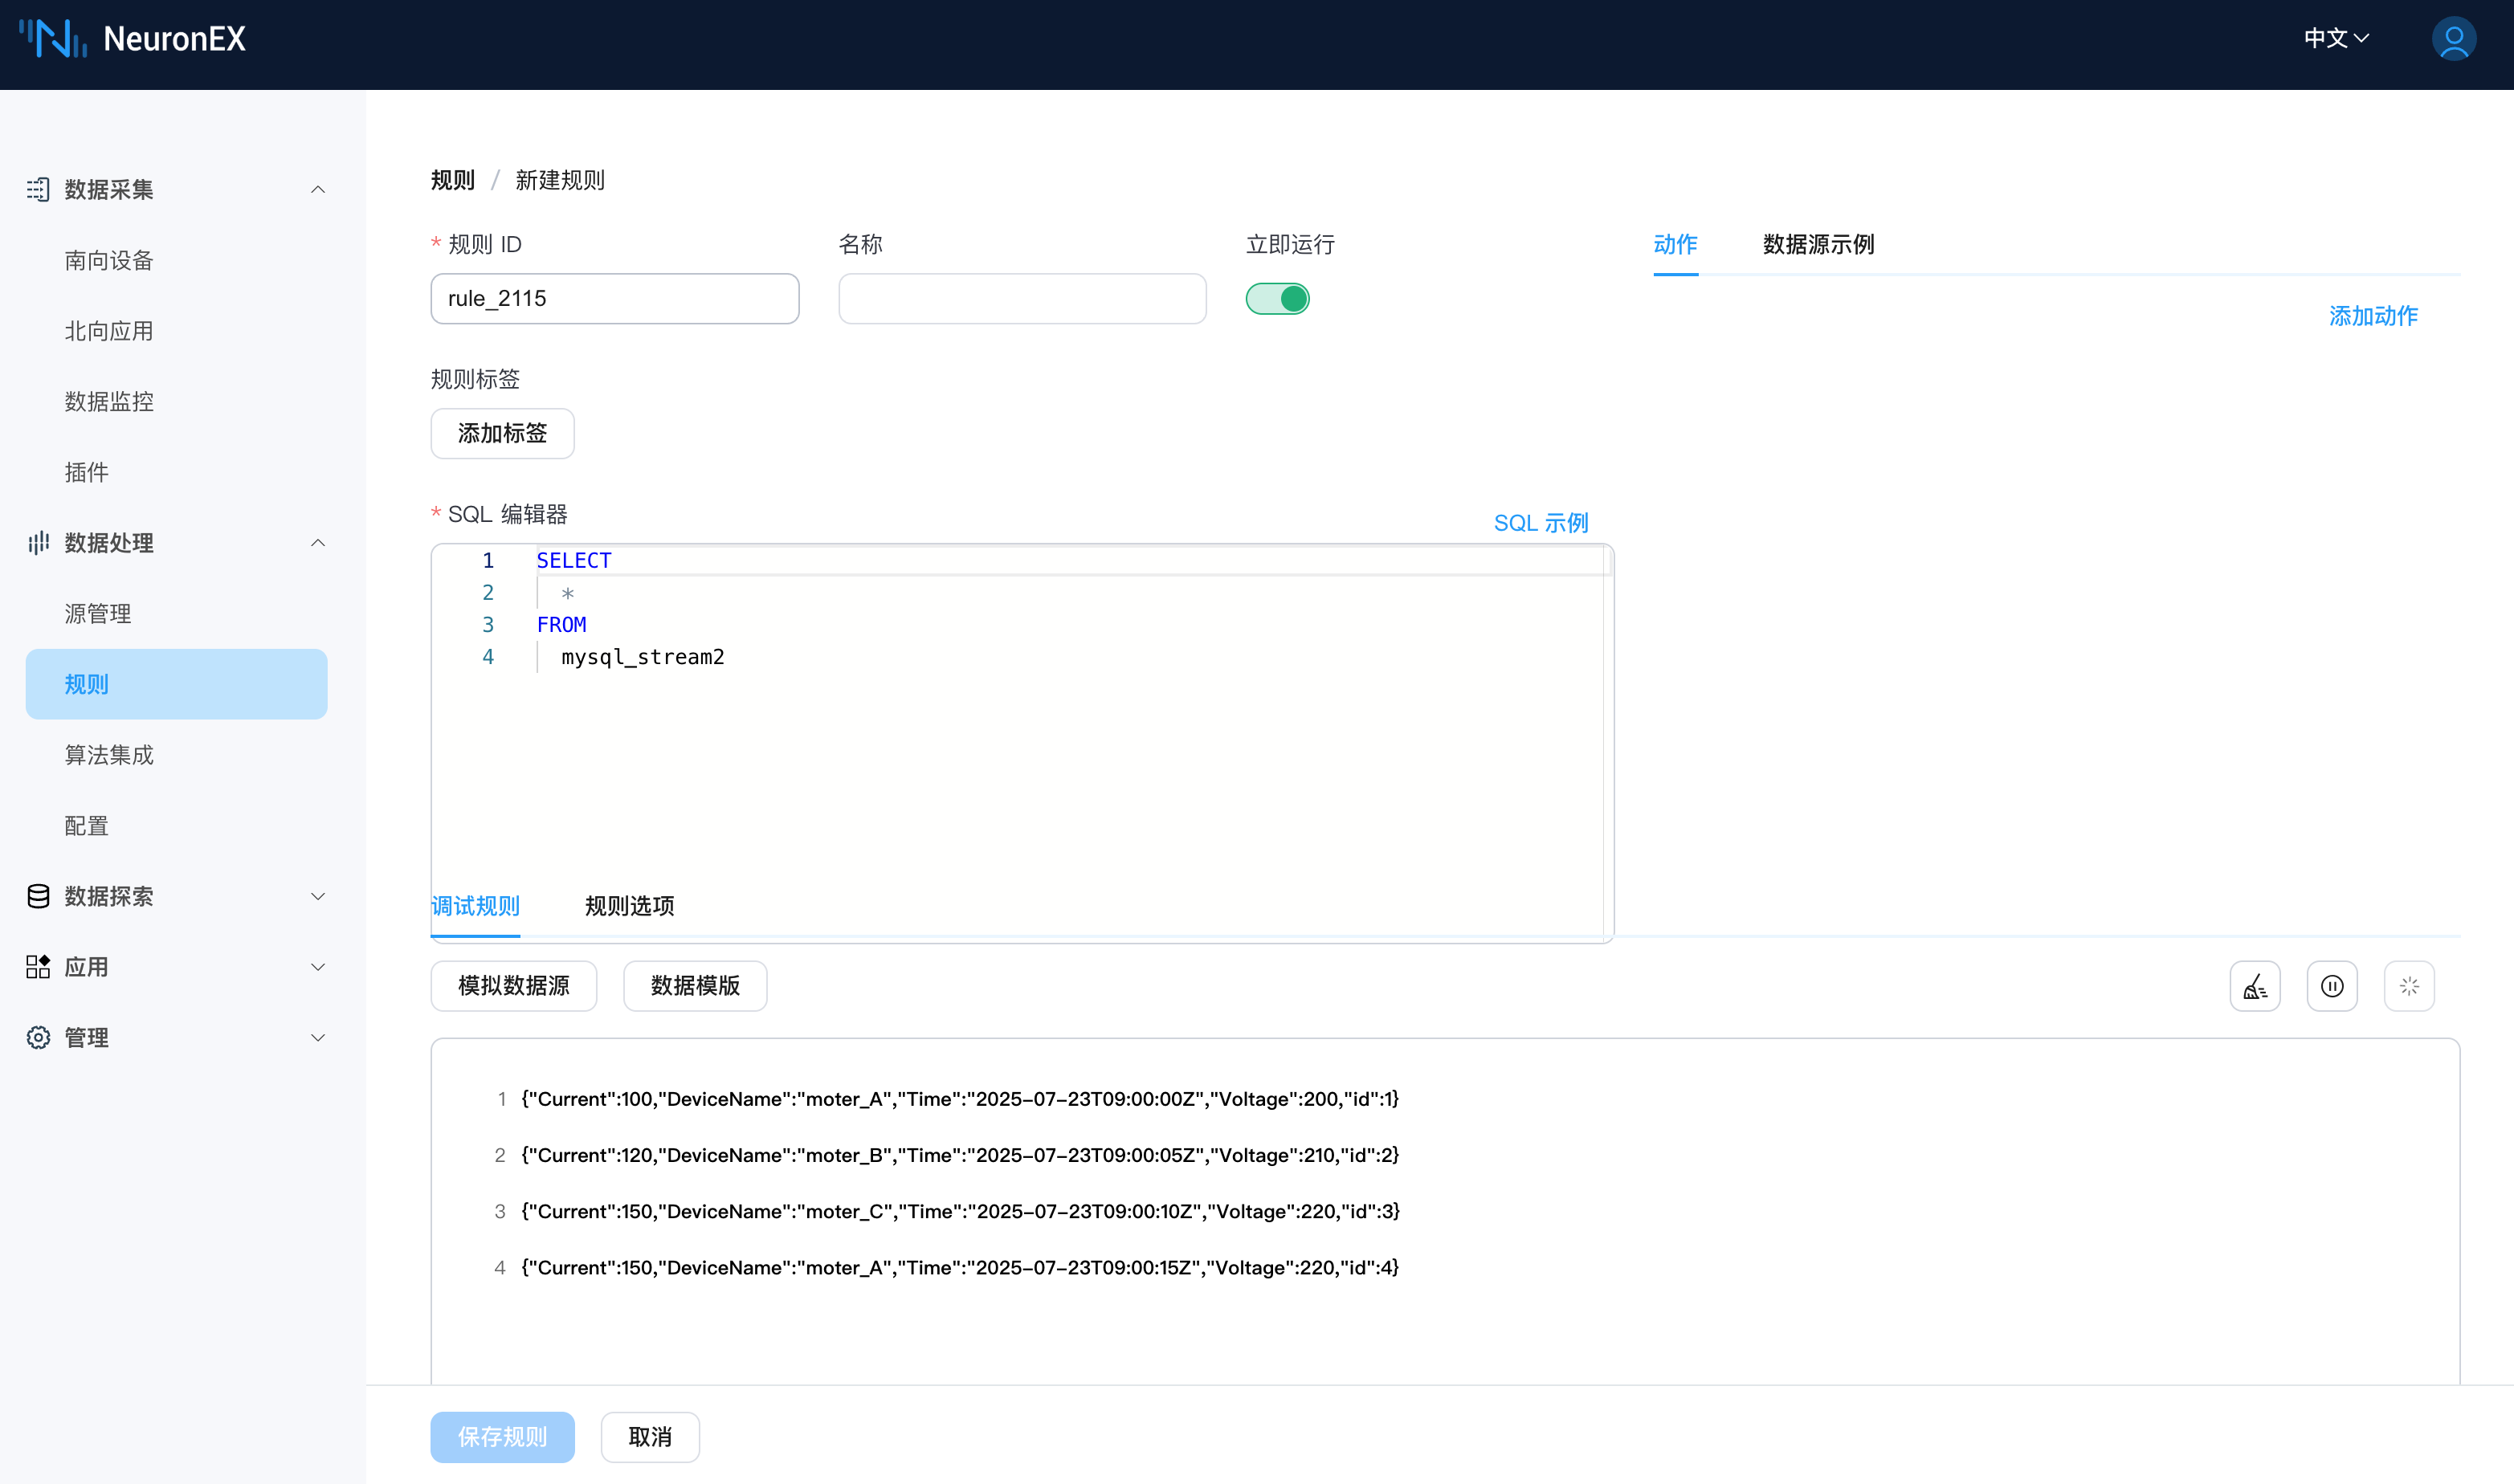 NeuronEX
中文
数据采集
南向设备
北向应用
数据监控
插件
数据处理
源管理
规则
算法集成
配置
数据探索
应用
管理
规则 / 新建规则
* 规则 ID
名称
立即运行
rule_2115
规则标签
添加标签
* SQL 编辑器
SQL 示例
1 SELECT
2 *
3 FROM
4 mysql_stream2
动作
数据源示例
添加动作
调试规则
规则选项
模拟数据源
数据模版
1 {"Current":100,"DeviceName":"moter_A","Time":"2025-07-23T09:00:00Z","Voltage":200,"id":1}
2 {"Current":120,"DeviceName":"moter_B","Time":"2025-07-23T09:00:05Z","Voltage":210,"id":2}
3 {"Current":150,"DeviceName":"moter_C","Time":"2025-07-23T09:00:10Z","Voltage":220,"id":3}
4 {"Current":150,"DeviceName":"moter_A","Time":"2025-07-23T09:00:15Z","Voltage":220,"id":4}
保存规则
取消